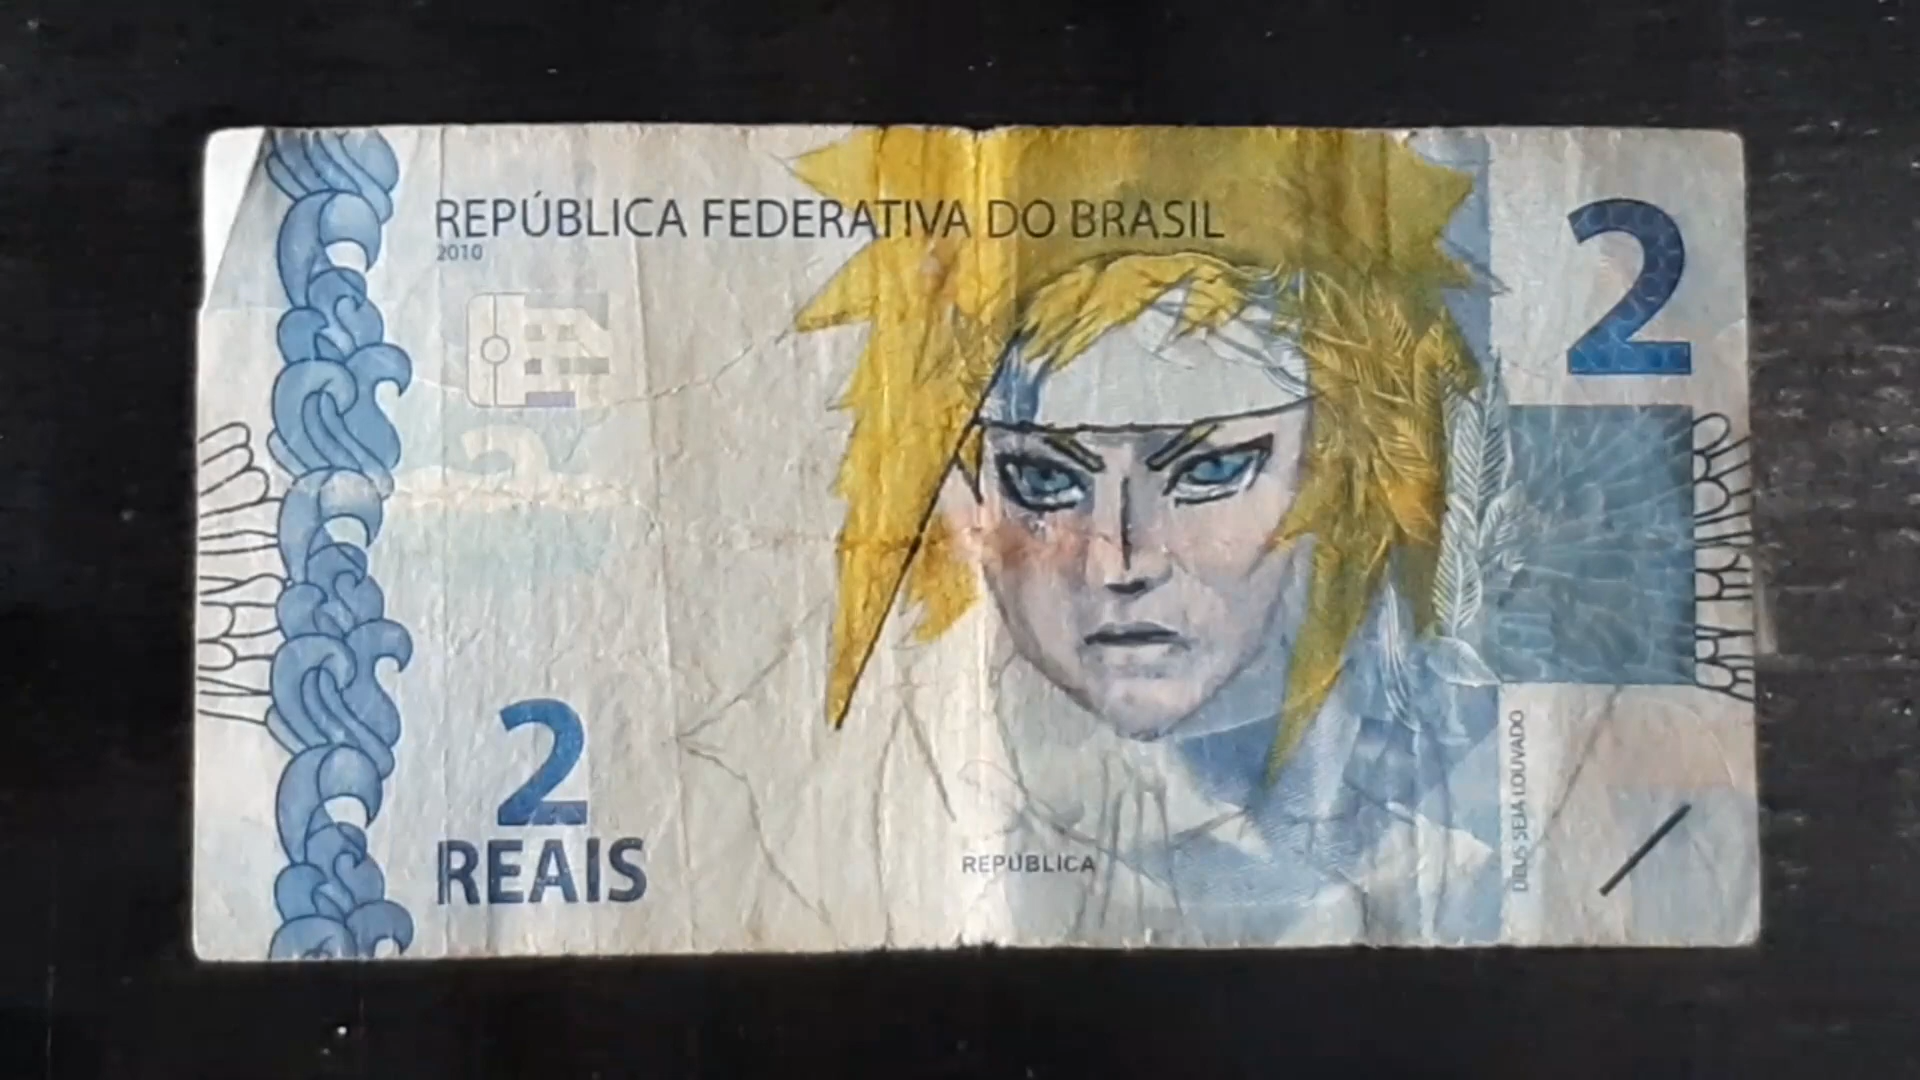 REPÚBLICA FEDERATIVA DO BRASIL
2010
2
2
REAIS
REPÚBLICA
DEUS SEJA LOUVADO